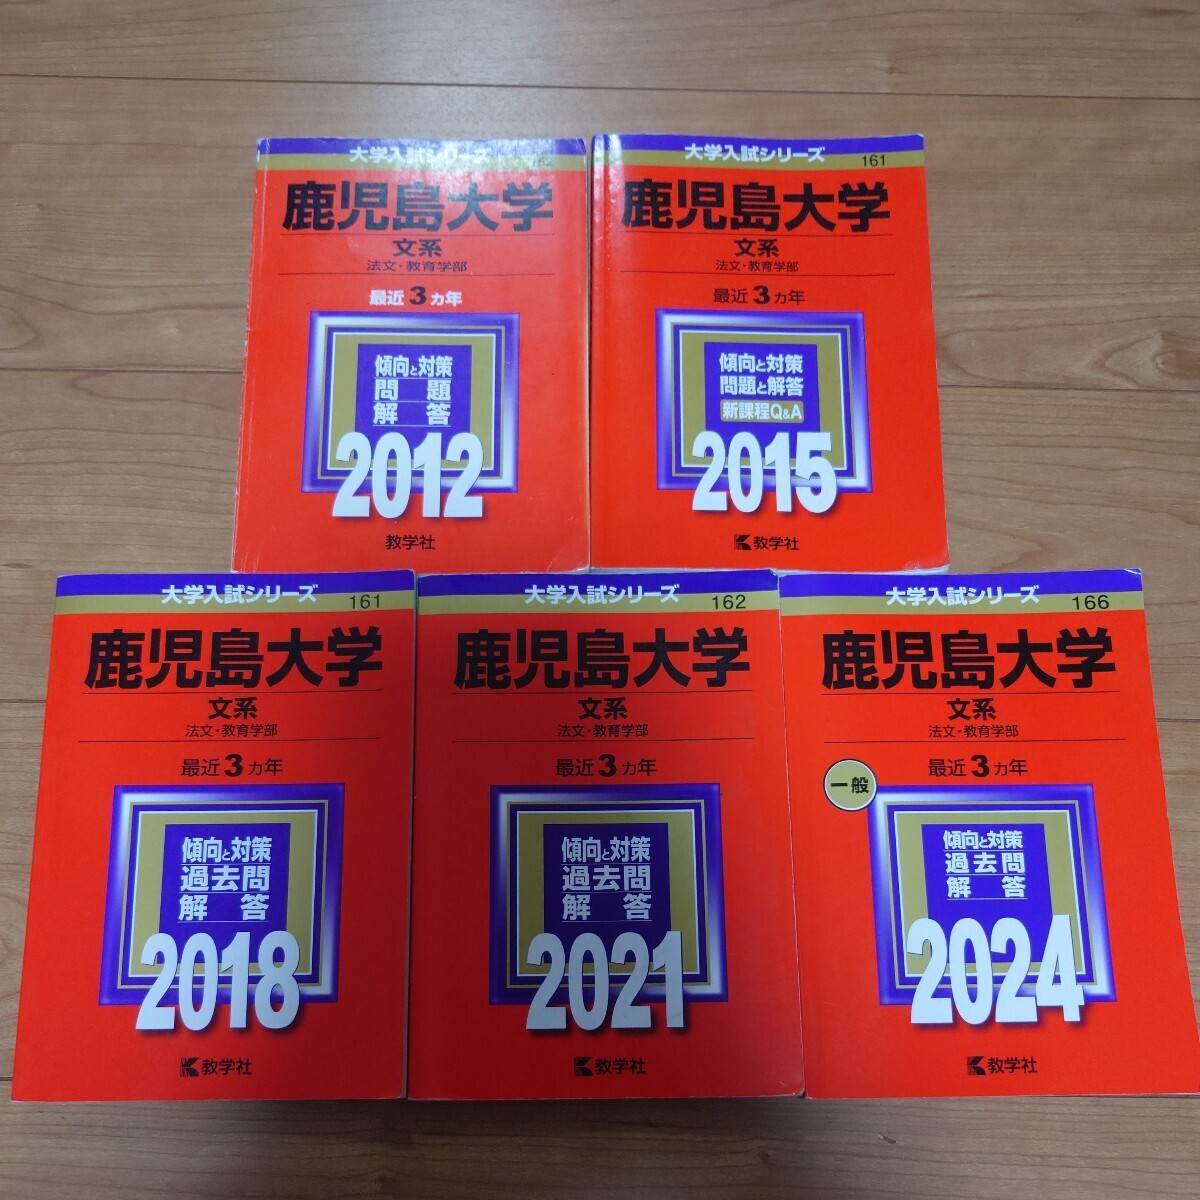 大学入試シリーズ
162
鹿児島大学
文系
法文・教育学部
最近3カ年
傾向と対策
問題
解答
2012
教学社
大学入試シリーズ
161
鹿児島大学
文系
法文・教育学部
最近3カ年
傾向と対策
問題と解答
新課程Q&A
2015
教学社
大学入試シリーズ
161
鹿児島大学
文系
法文・教育学部
最近3カ年
傾向と対策
過去問
解答
2018
教学社
大学入試シリーズ
162
鹿児島大学
文系
法文・教育学部
最近3カ年
傾向と対策
過去問
解答
2021
教学社
大学入試シリーズ
166
鹿児島大学
文系
法文・教育学部
最近3カ年
一般
傾向と対策
過去問
解答
2024
教学社